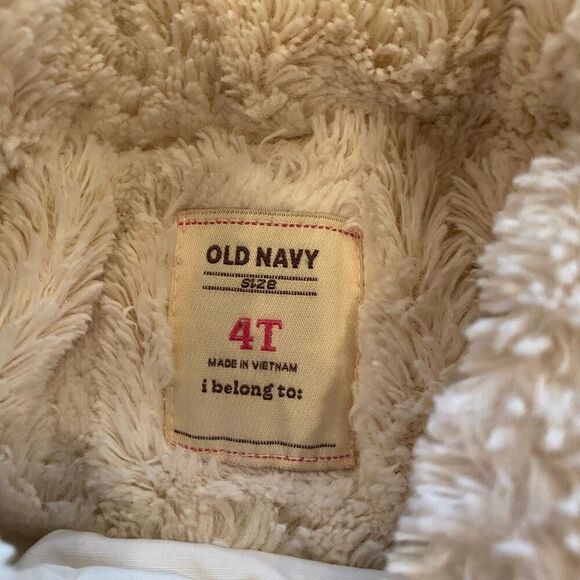 OLD NAVY
size
4T
MADE IN VIETNAM
i belong to: